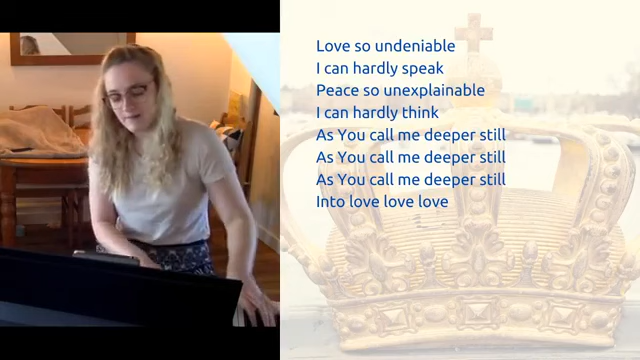 Love so undeniable
I can hardly speak
Peace so unexplainable
I can hardly think
As You call me deeper still
As You call me deeper still
As You call me deeper still
Into love love love